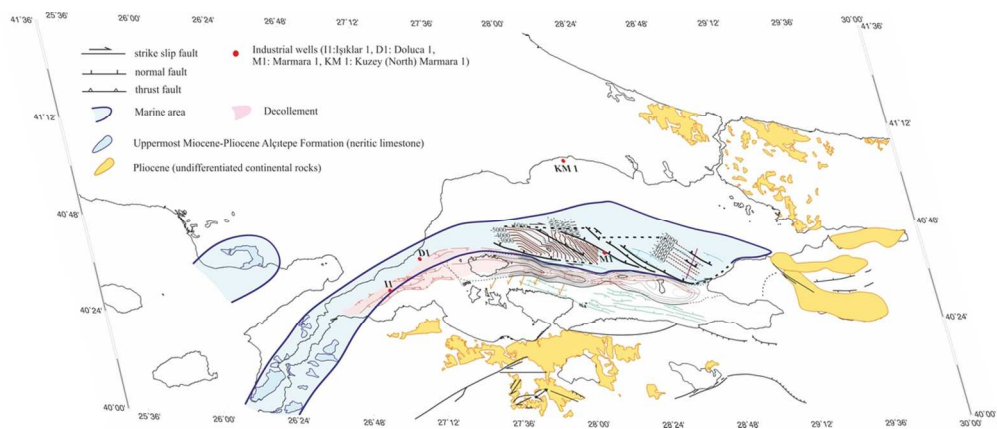 25˚36' 26˚00' 26˚24' 27˚12' 27˚36' 28˚00' 28˚24' 29˚12' 29˚36' 30˚00'
41˚36'
41˚36'
strike slip fault
normal fault
thrust fault
Industrial wells (I1:Işıklar 1, D1: Doluca 1,
M1: Marmara 1, KM 1: Kuzey (North) Marmara 1)
Marine area
Decollement
41˚12'
41˚12'
Uppermost Miocene-Pliocene Alçıtepe Formation (neritic limestone)
Pliocene (undifferentiated continental rocks)
KM 1
40˚48'
40˚48'
D1
M1
I1
40˚24'
40˚24'
40˚00'
40˚00'
25˚36' 26˚00' 26˚24' 26˚48' 27˚12' 27˚36' 28˚00' 28˚24' 28˚48' 29˚12' 29˚36' 30˚00'